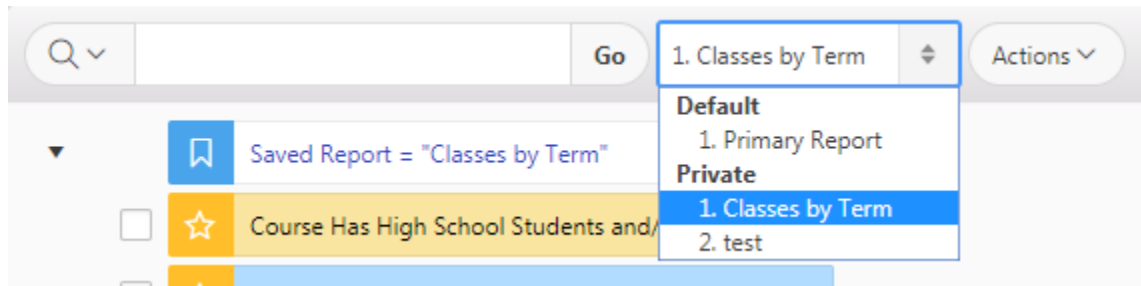 Go
1. Classes by Term
Actions
Default
1. Primary Report
Private
1. Classes by Term
2. test
Saved Report = "Classes by Term"
Course Has High School Students and/